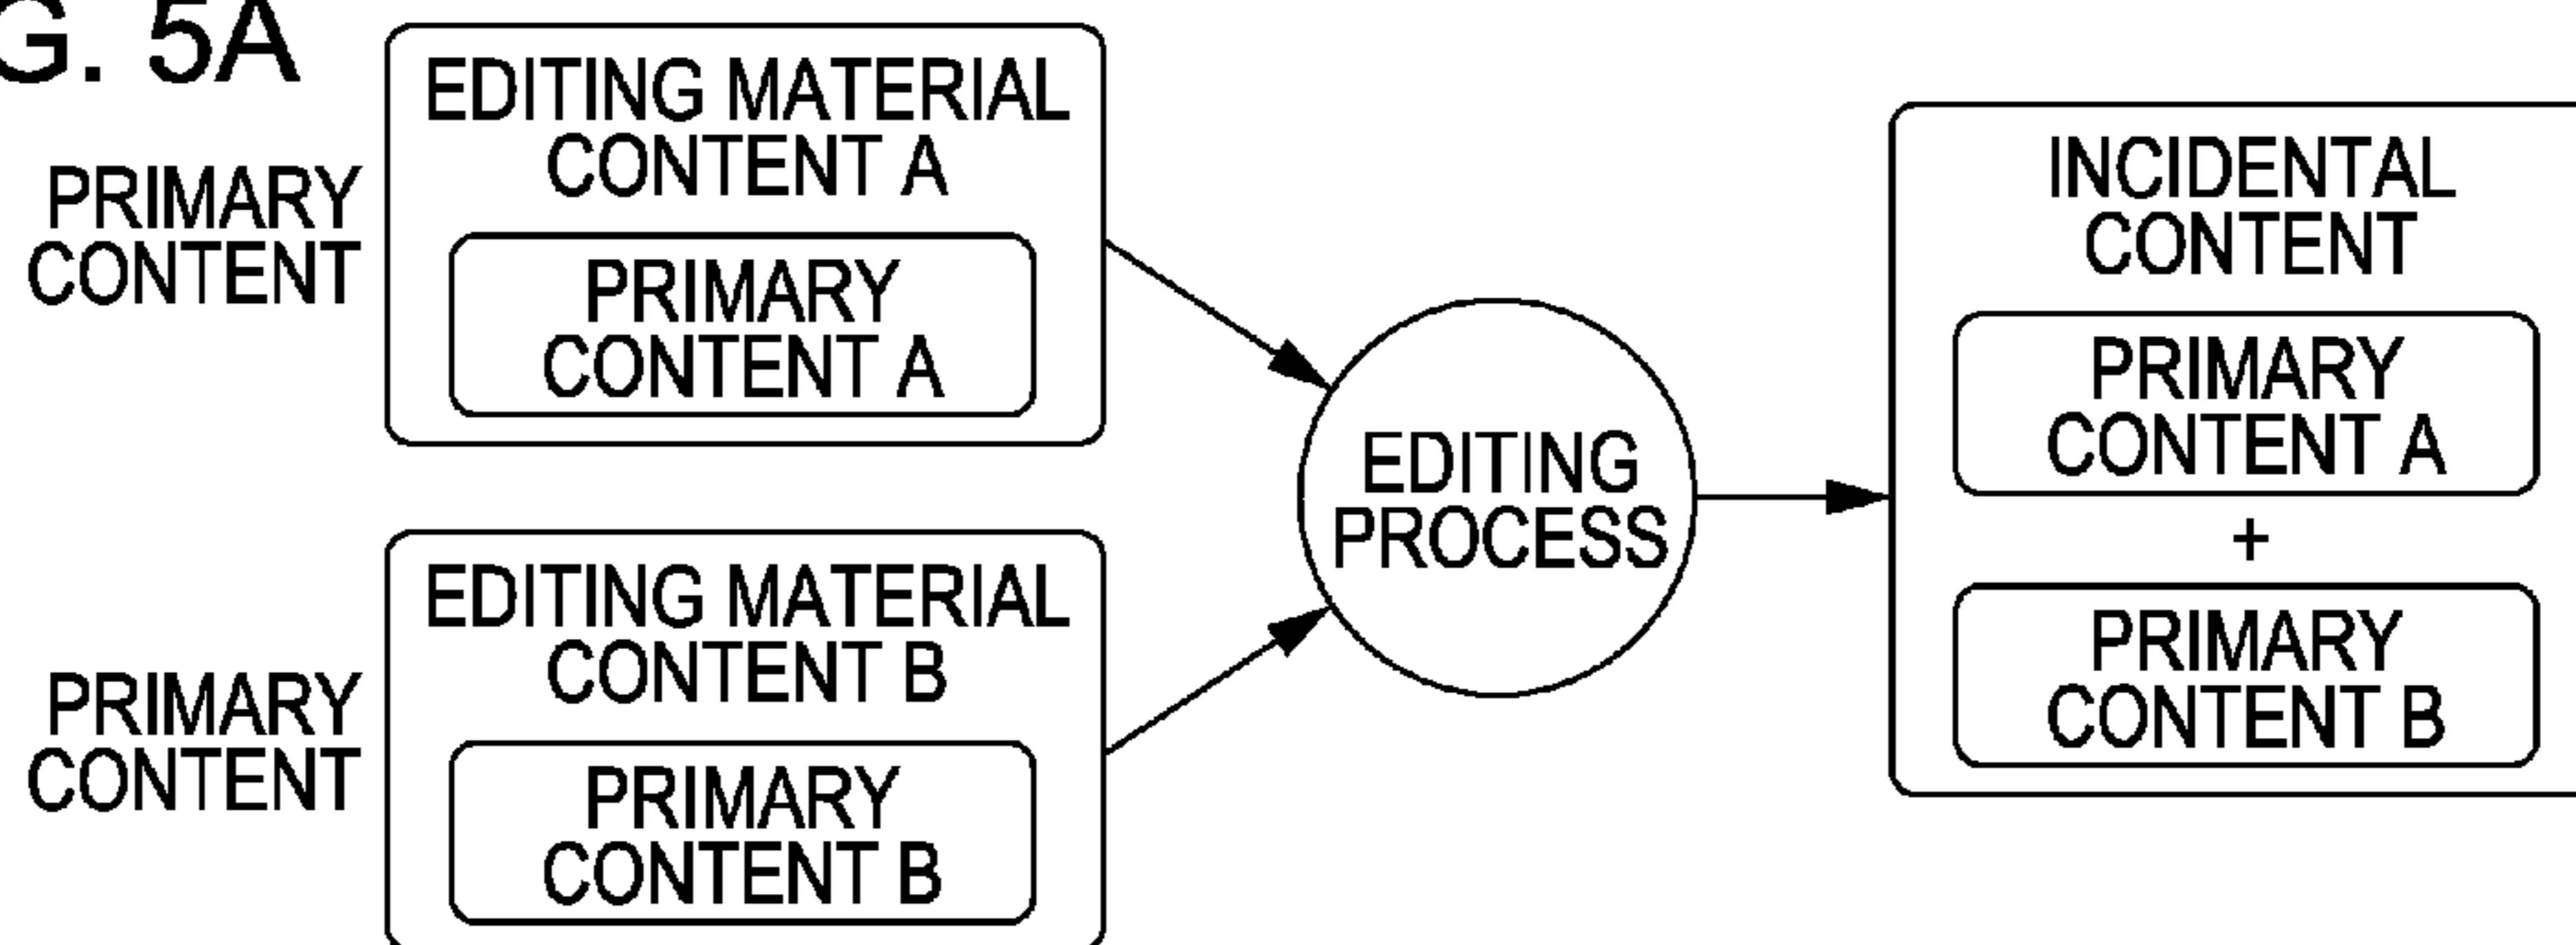 G. 5A
PRIMARY
CONTENT
EDITING MATERIAL
CONTENT A
PRIMARY
CONTENT A
PRIMARY
CONTENT
EDITING MATERIAL
CONTENT B
PRIMARY
CONTENT B
EDITING
PROCESS
INCIDENTAL
CONTENT
PRIMARY
CONTENT A
+
PRIMARY
CONTENT B